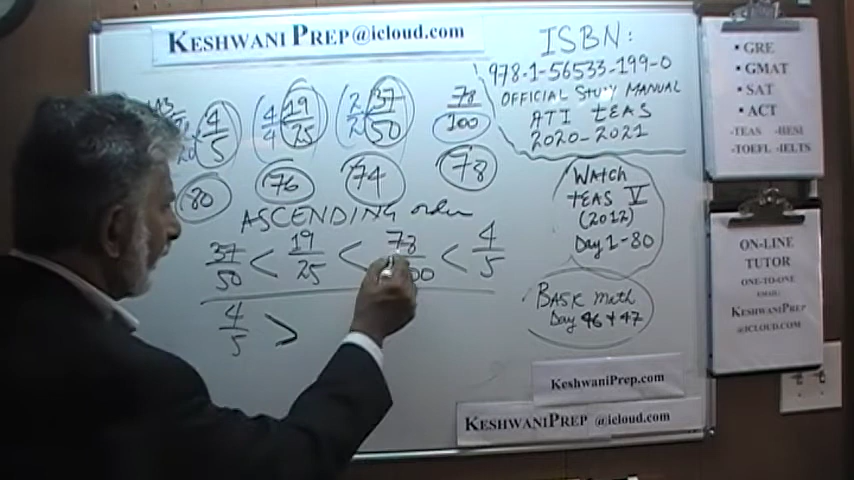 KESHWANI PREP@icloud.com
4/5 (4/4 19/25) (2/2 37/50) 78/100
80 76 74 78
ASCENDING order
37/50 < 19/25 < 78/100 < 4/5
4/5 >
ISBN:
978-1-56533-199-0
OFFICIAL STUDY MANUAL
ATI TEAS
2020-2021
WATCH
TEAS V
(2012)
Day 1-80
BASK Math
Day 46 + 47
KESHWANIPREP.COM
KESHWANIPREP @icloud.com
• GRE
• GMAT
• SAT
• ACT
-TEAS -HESI
-TOEFL -IELTS
ON-LINE
TUTOR
ONE-TO-ONE
EMAIL:
KESHWANIPREP
@ICLOUD.COM